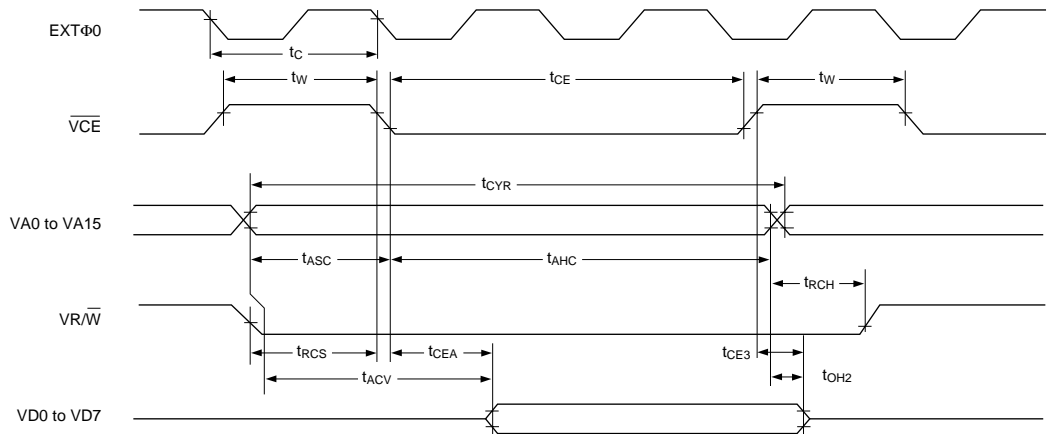 EXTΦ0
tC
tW
tCE
tW
V̅C̅E̅
tCYR
VA0 to VA15
tASC
tAHC
tRCH
VR/W̅
tRCS
tCEA
tCE3
tACV
tOH2
VD0 to VD7